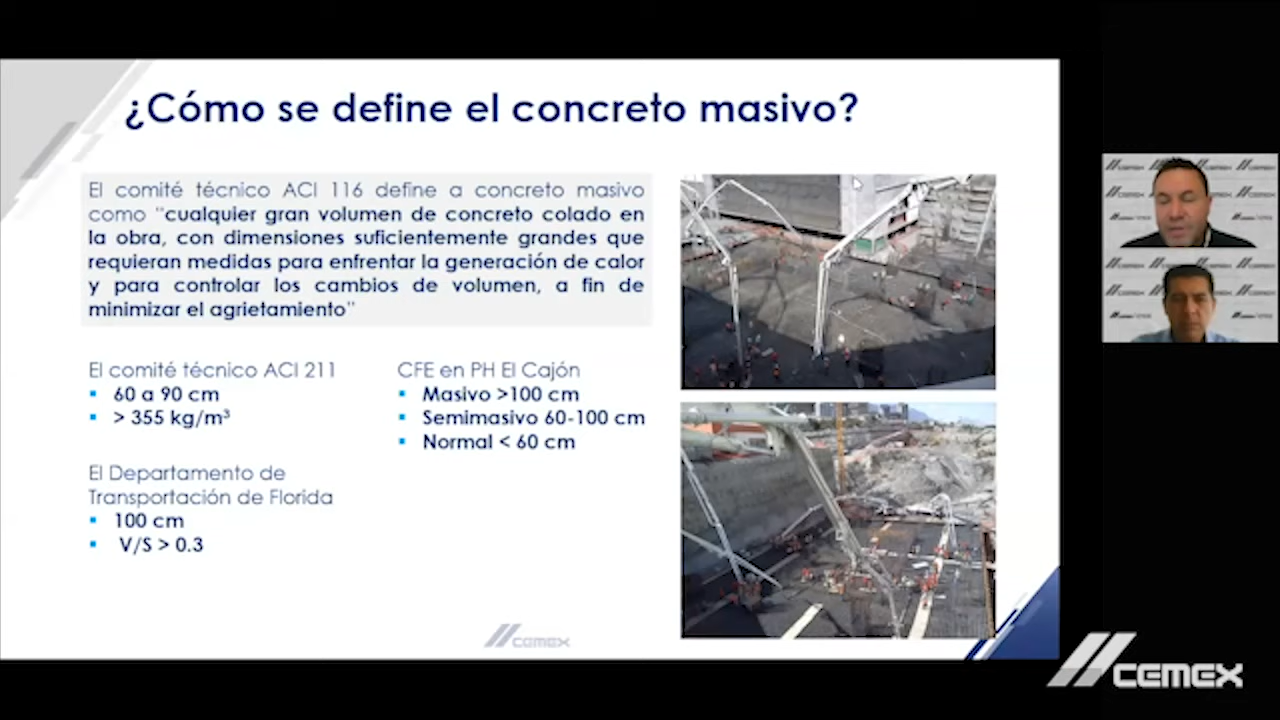 ¿Cómo se define el concreto masivo?
El comité técnico ACI 116 define a concreto masivo
como "cualquier gran volumen de concreto colado en
la obra, con dimensiones suficientemente grandes que
requieran medidas para enfrentar la generación de calor
y para controlar los cambios de volumen, a fin de
minimizar el agrietamiento"
El comité técnico ACI 211
▪ 60 a 90 cm
▪ > 355 kg/m³
El Departamento de
Transportación de Florida
▪ 100 cm
▪ V/S > 0.3
CFE en PH El Cajón
▪ Masivo >100 cm
▪ Semimasivo 60-100 cm
▪ Normal < 60 cm
CEMEX
CEMEX